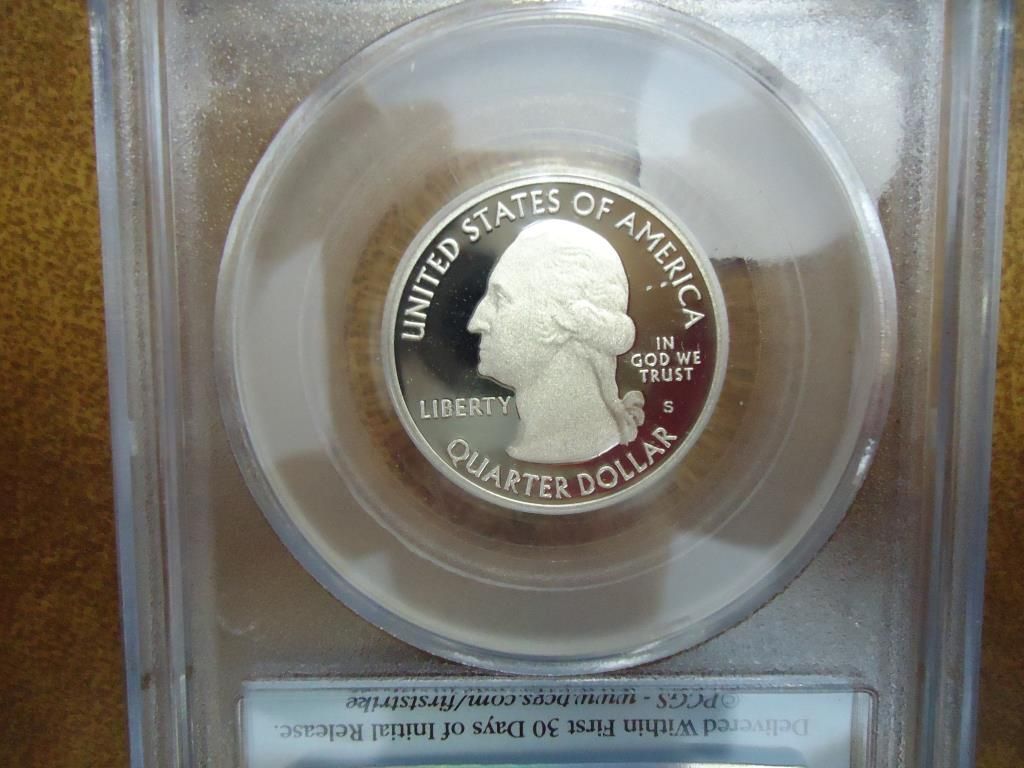 UNITED STATES OF AMERICA
IN
GOD WE
TRUST
LIBERTY
S
QUARTER DOLLAR
Delivered Within First 30 Days of Initial Release.
©PCGS - www.pcgs.com/firststrike